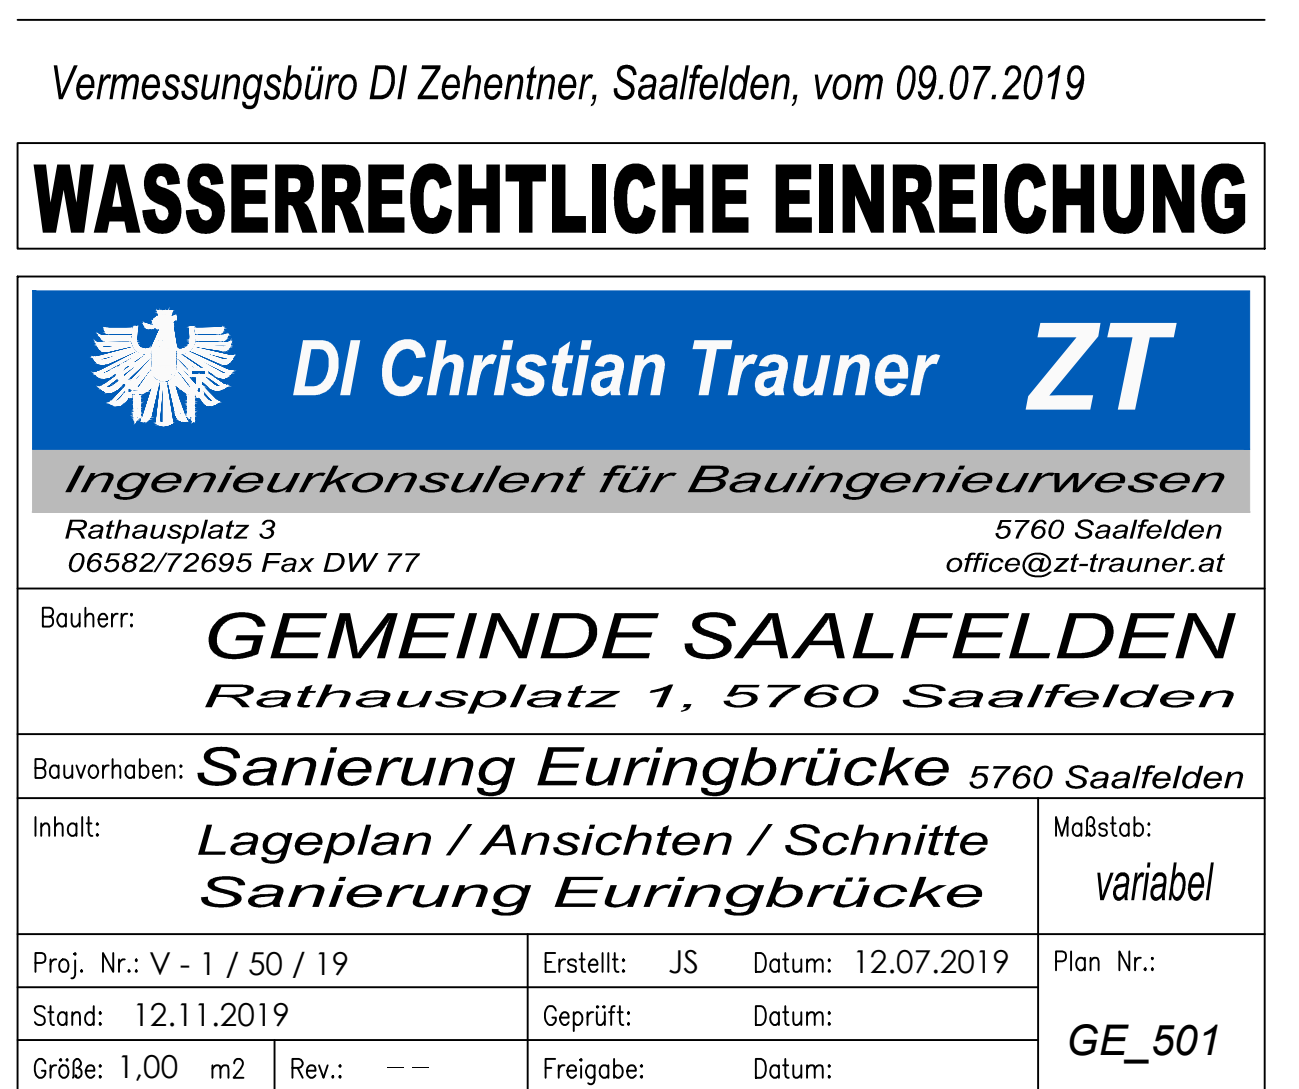 Vermessungsbüro DI Zehentner, Saalfelden, vom 09.07.2019
WASSERRECHTLICHE EINREICHUNG
DI Christian Trauner ZT
Ingenieurkonsulent für Bauingenieurwesen
Rathausplatz 3 5760 Saalfelden
06582/72695 Fax DW 77 office@zt-trauner.at
Bauherr: GEMEINDE SAALFELDEN
Rathausplatz 1, 5760 Saalfelden
Bauvorhaben: Sanierung Euringbrücke 5760 Saalfelden
Inhalt: Lageplan / Ansichten / Schnitte Maßstab:
Sanierung Euringbrücke variabel
Proj. Nr.: V - 1 / 50 / 19 Erstellt: JS Datum: 12.07.2019 Plan Nr.:
Stand: 12.11.2019 Geprüft: Datum:
GE_501
Größe: 1,00 m2 Rev.: -- Freigabe: Datum: